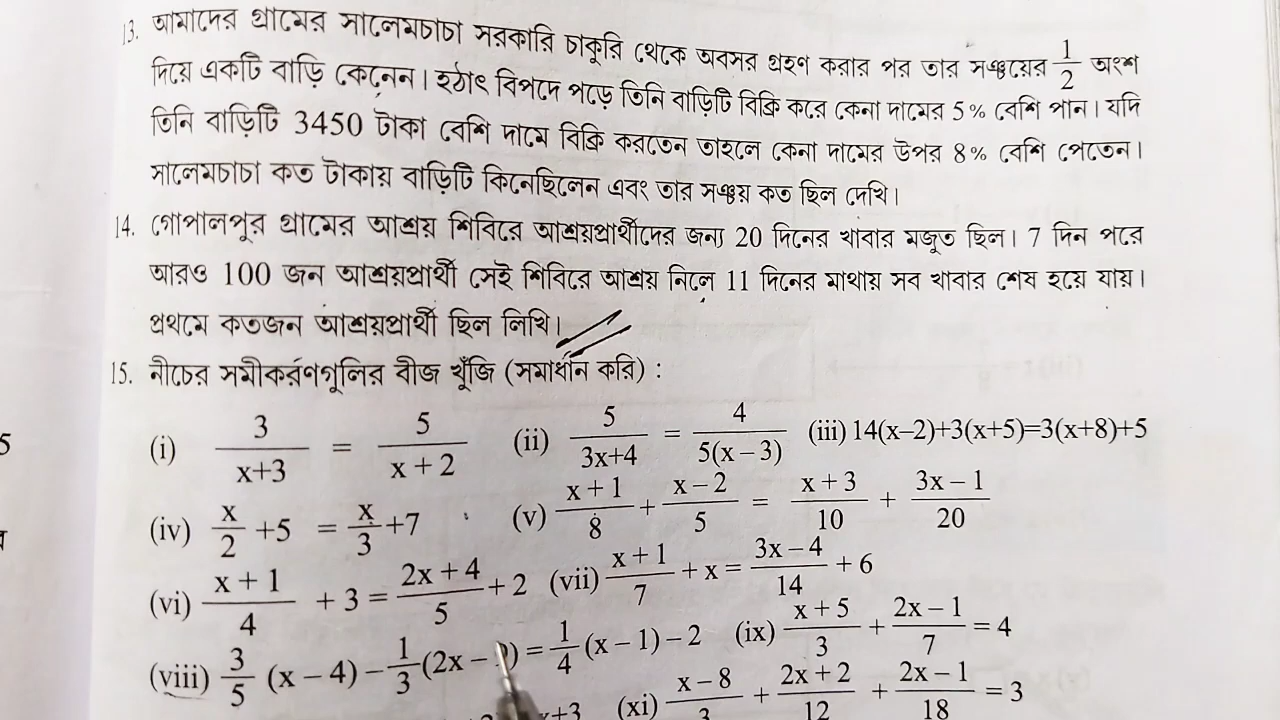 13. আমাদের গ্রামের সালেমচাচা সরকারি চাকুরি থেকে অবসর গ্রহণ করার পর তার সঞ্চয়ের 1/2 অংশ
দিয়ে একটি বাড়ি কেনেন। হঠাৎ বিপদে পড়ে তিনি বাড়িটি বিক্রি করে কেনা দামের 5% বেশি পান। যদি
তিনি বাড়িটি 3450 টাকা বেশি দামে বিক্রি করতেন তাহলে কেনা দামের উপর 8% বেশি পেতেন।
সালেমচাচা কত টাকায় বাড়িটি কিনেছিলেন এবং তার সঞ্চয় কত ছিল দেখি।
14. গোপালপুর গ্রামের আশ্রয় শিবিরে আশ্রয়প্রার্থীদের জন্য 20 দিনের খাবার মজুত ছিল। 7 দিন পরে
আরও 100 জন আশ্রয়প্রার্থী সেই শিবিরে আশ্রয় নিলে 11 দিনের মাথায় সব খাবার শেষ হয়ে যায়।
প্রথমে কতজন আশ্রয়প্রার্থী ছিল লিখি।
15. নীচের সমীকরণগুলির বীজ খুঁজি (সমাধান করি) :
(i) 3/(x+3) = 5/(x+2) (ii) 5/(3x+4) = 4/(5(x–3)) (iii) 14(x–2)+3(x+5)=3(x+8)+5
(iv) x/2 +5 = x/3 +7 (v) (x+1)/8 + (x–2)/5 = (x+3)/10 + (3x–1)/20
(vi) (x+1)/4 + 3 = (2x+4)/5 + 2 (vii) (x+1)/7 + x = (3x–4)/14 + 6
(viii) 3/5 (x–4) – 1/3 (2x – ) = 1/4 (x–1) – 2 (ix) (x+5)/3 + (2x–1)/7 = 4
x+3 (xi) (x–8)/3 + (2x+2)/12 + (2x–1)/18 = 3
5